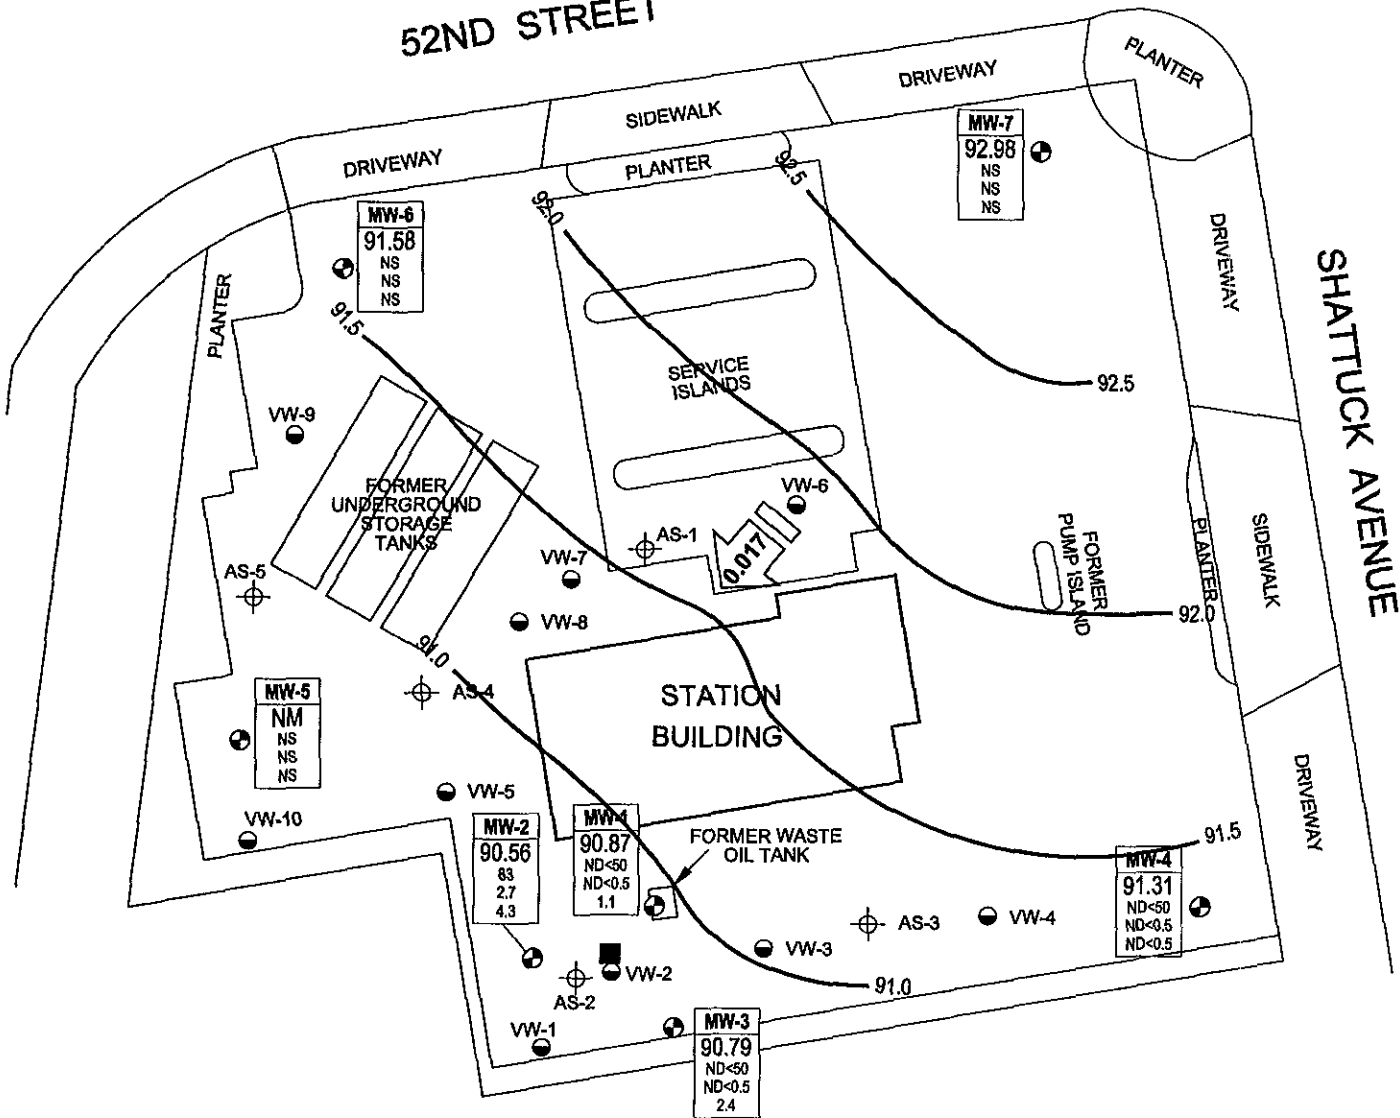 52ND STREET
PLANTER
DRIVEWAY
SIDEWALK
DRIVEWAY
PLANTER
MW-7
92.98
NS
NS
NS
92.5
92.0
MW-6
91.58
NS
NS
NS
DRIVEWAY
SHATTUCK AVENUE
PLANTER
91.5
SERVICE
ISLANDS
92.5
VW-9
FORMER
UNDERGROUND
STORAGE
TANKS
VW-6
AS-1
0.017
FORMER
PUMP ISLAND
PLANTER
SIDEWALK
VW-7
AS-5
VW-8
92.0
91.0
AS-4
STATION
BUILDING
MW-5
NM
NS
NS
NS
DRIVEWAY
VW-5
VW-10
MW-2
90.56
83
2.7
4.3
MW-1
90.87
ND<50
ND<0.5
1.1
FORMER WASTE
OIL TANK
91.5
MW-4
91.31
ND<50
ND<0.5
ND<0.5
AS-3
VW-4
VW-3
VW-2
AS-2
91.0
VW-1
MW-3
90.79
ND<50
ND<0.5
2.4